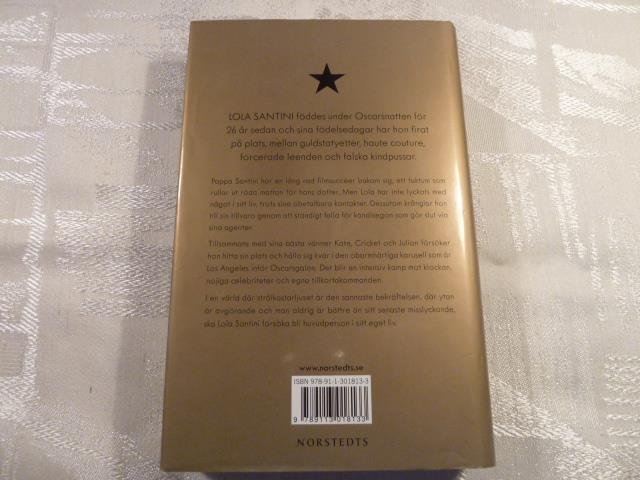 LOLA SANTINI föddes under Oscarsnatten för
26 år sedan och sina födelsedagar har hon firat
på plats, mellan guldstatyetter, haute couture,
forcerade leenden och falska kindpussar.
Pappa Santini har en lång rad filmsuccéer bakom sig, ett faktum som
rullar ut röda mattan för hans dotter. Men Lola har inte lyckats med
något i sitt liv, trots sina obetalbara kontakter. Dessutom krånglar hon
till sin tillvaro genom att ständigt falla för kändisegon som gör slut via
sina agenter.
Tillsammans med sina bästa vänner Kate, Cricket och Julian försöker
hon hitta sin plats och hålla sig kvar i den obarmhärtiga karusell som är
Los Angeles inför Oscarsgalan. Det blir en intensiv kamp mot klockan,
nojiga celebriteter och egna tillkortakommanden.
I en värld där strålkastarljuset är den sannaste bekräftelsen, där ytan
är avgörande och man aldrig är bättre än sitt senaste misslyckande,
ska Lola Santini försöka bli huvudperson i sitt eget liv.
www.norstedts.se
ISBN 978-91-1-301813-3
9 789113 018133
NORSTEDTS